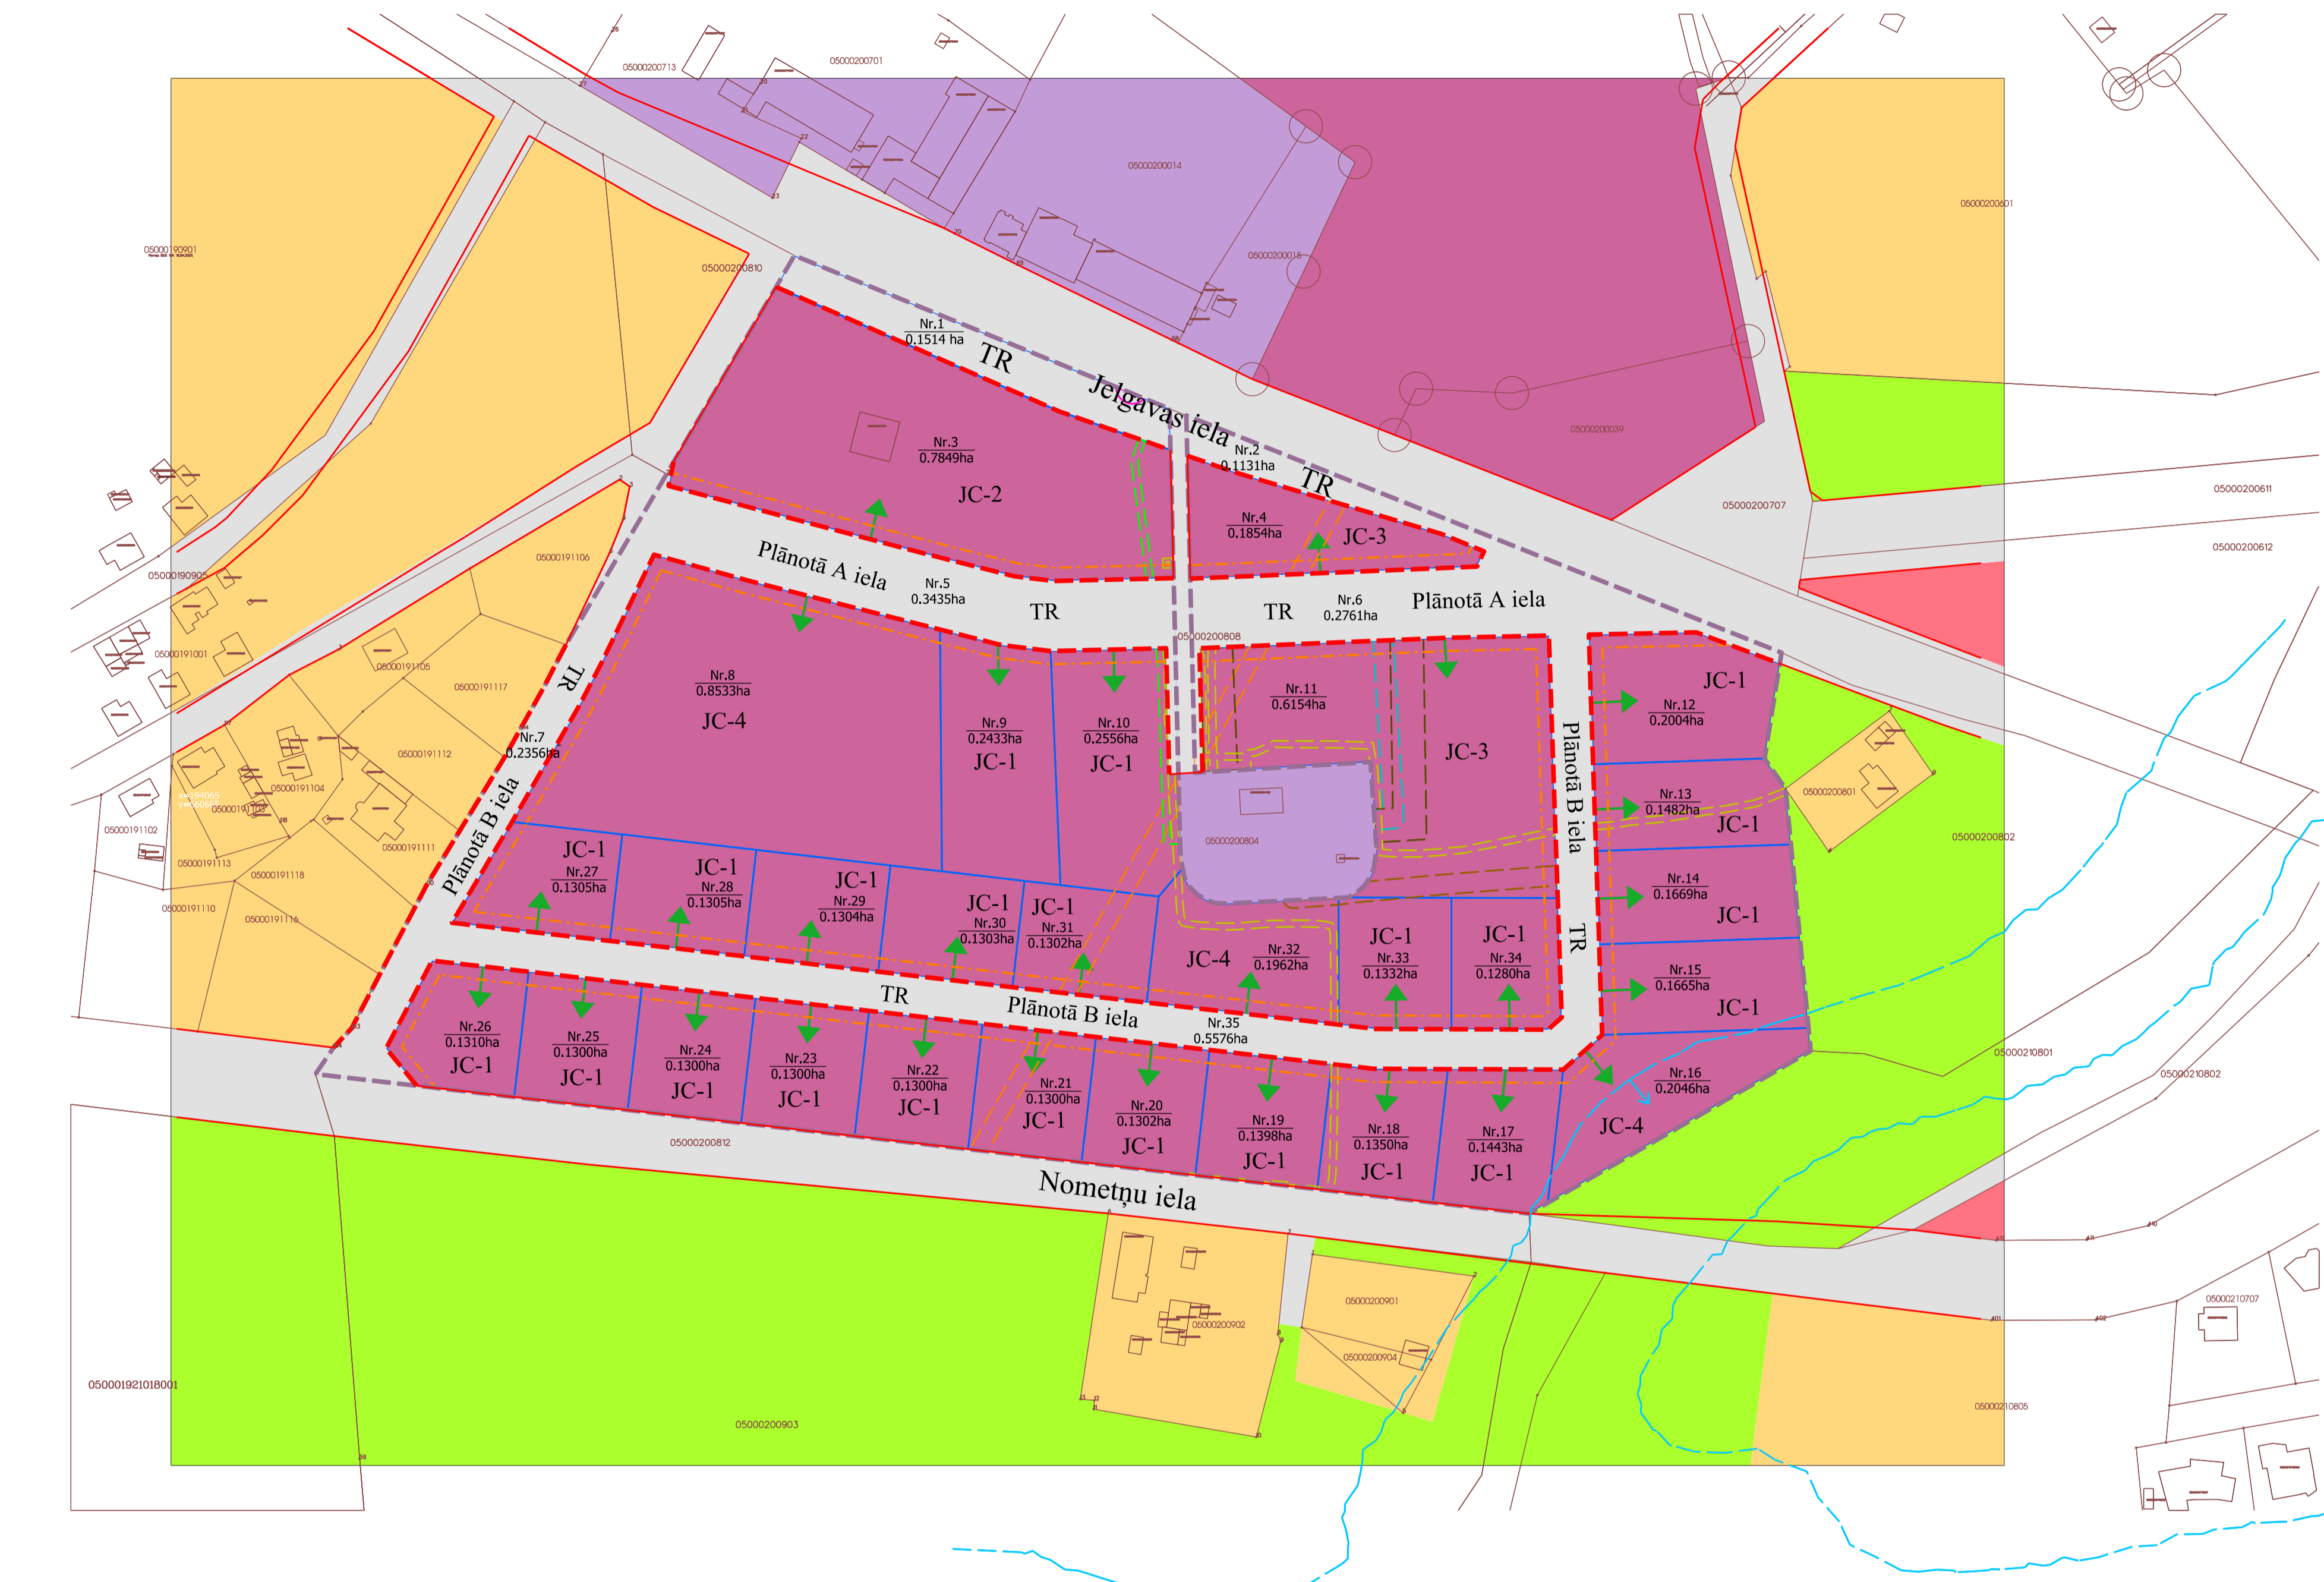 05000200713
05000200701
05000200014
05000200601
05000190901
05000200810
05000200015
Nr.1
0.1514 ha
TR
Jelgavas iela
Nr.2
0.1131ha
TR
05000200039
Nr.3
0.7849ha
JC-2
05000200611
05000200707
Nr.4
0.1854ha
JC-3
05000200612
05000191106
Plānotā A iela
05000190905
Nr.5
0.3435ha
TR
TR
Nr.6
0.2761ha
Plānotā A iela
05000200808
05000191001
05000191105
05000191117
TR
Nr.8
0.8533ha
JC-4
Nr.11
0.6154ha
JC-1
Nr.12
0.2004ha
Nr.7
0.2356ha
Nr.9
0.2433ha
JC-1
Nr.10
0.2556ha
JC-1
JC-3
Plānotā B iela
05000191112
05000191104
05000191103
05000200801
Nr.13
0.1482ha
JC-1
05000191102
05000191111
Plānotā B iela
05000200804
05000200802
05000191113
05000191118
JC-1
Nr.27
0.1305ha
JC-1
Nr.28
0.1305ha
JC-1
Nr.29
0.1304ha
JC-1
Nr.30
0.1303ha
JC-1
Nr.31
0.1302ha
Nr.14
0.1669ha
JC-1
05000191110
05000191116
JC-4
Nr.32
0.1962ha
JC-1
Nr.33
0.1332ha
JC-1
Nr.34
0.1280ha
TR
Nr.15
0.1665ha
JC-1
TR
Plānotā B iela
Nr.35
0.5576ha
Nr.26
0.1310ha
JC-1
Nr.25
0.1300ha
JC-1
Nr.24
0.1300ha
JC-1
Nr.23
0.1300ha
JC-1
Nr.22
0.1300ha
JC-1
Nr.21
0.1300ha
JC-1
Nr.20
0.1302ha
JC-1
Nr.19
0.1398ha
JC-1
Nr.18
0.1350ha
JC-1
Nr.17
0.1443ha
JC-1
Nr.16
0.2046ha
JC-4
05000210801
05000210802
05000200812
Nometņu iela
05000200901
05000200902
05000200904
05000210707
050001921018001
05000200903
05000210805